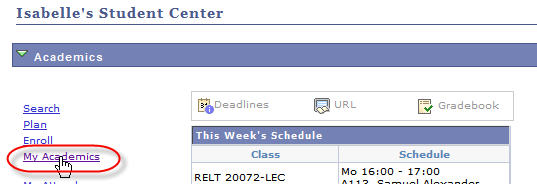 Isabelle's Student Center
Academics
Search
Plan
Enroll
My Academics
Deadlines URL Gradebook
This Week's Schedule
Class Schedule
RELT 20072-LEC Mo 16:00 - 17:00
A113, Samuel Alexander